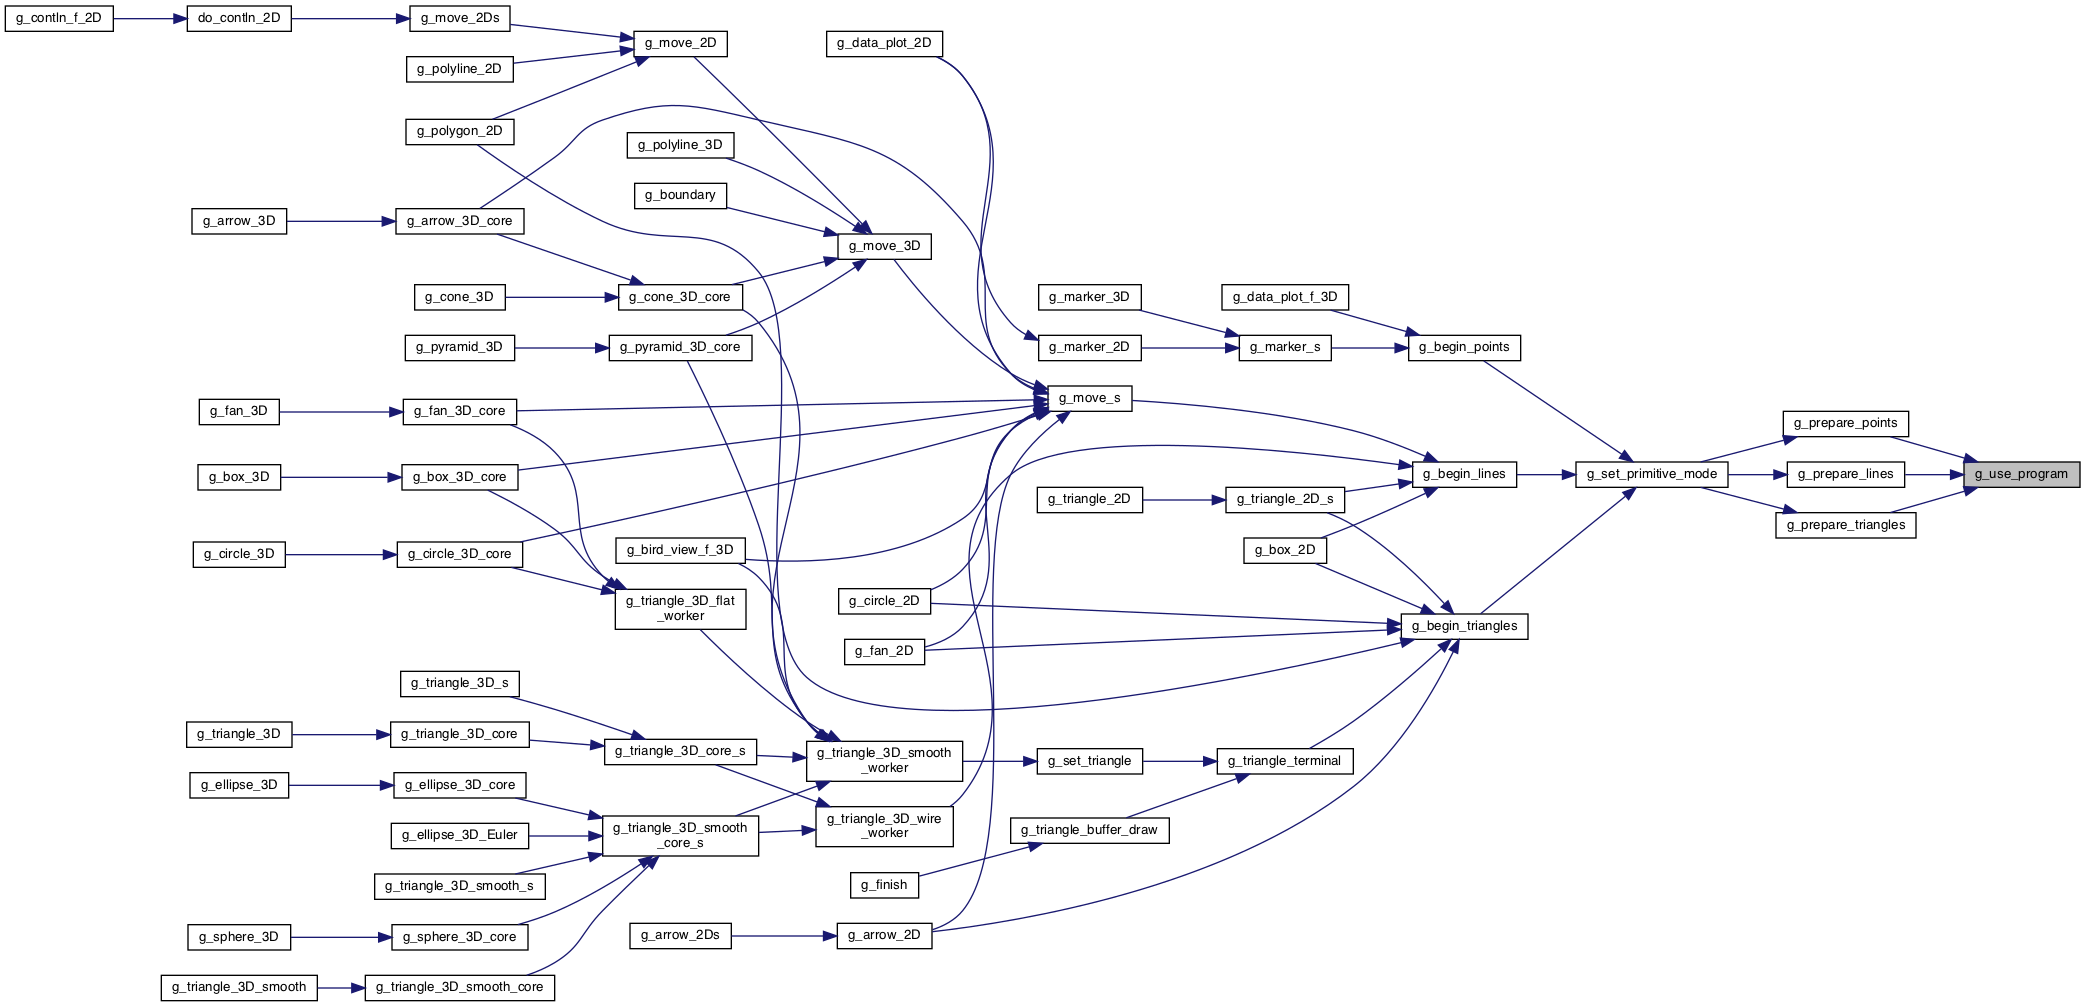 g_contln_f_2D
do_contln_2D
g_move_2Ds
g_move_2D
g_data_plot_2D
g_polyline_2D
g_polygon_2D
g_polyline_3D
g_boundary
g_arrow_3D
g_arrow_3D_core
g_move_3D
g_cone_3D
g_cone_3D_core
g_marker_3D
g_data_plot_f_3D
g_pyramid_3D
g_pyramid_3D_core
g_marker_2D
g_marker_s
g_begin_points
g_move_s
g_fan_3D
g_fan_3D_core
g_prepare_points
g_box_3D
g_box_3D_core
g_begin_lines
g_set_primitive_mode
g_prepare_lines
g_use_program
g_triangle_2D
g_triangle_2D_s
g_prepare_triangles
g_circle_3D
g_circle_3D_core
g_bird_view_f_3D
g_box_2D
g_triangle_3D_flat
_worker
g_circle_2D
g_begin_triangles
g_fan_2D
g_triangle_3D_s
g_triangle_3D
g_triangle_3D_core
g_triangle_3D_core_s
g_triangle_3D_smooth
_worker
g_set_triangle
g_triangle_terminal
g_ellipse_3D
g_ellipse_3D_core
g_ellipse_3D_Euler
g_triangle_3D_smooth
_core_s
g_triangle_3D_wire
_worker
g_triangle_buffer_draw
g_triangle_3D_smooth_s
g_finish
g_sphere_3D
g_sphere_3D_core
g_arrow_2Ds
g_arrow_2D
g_triangle_3D_smooth
g_triangle_3D_smooth_core